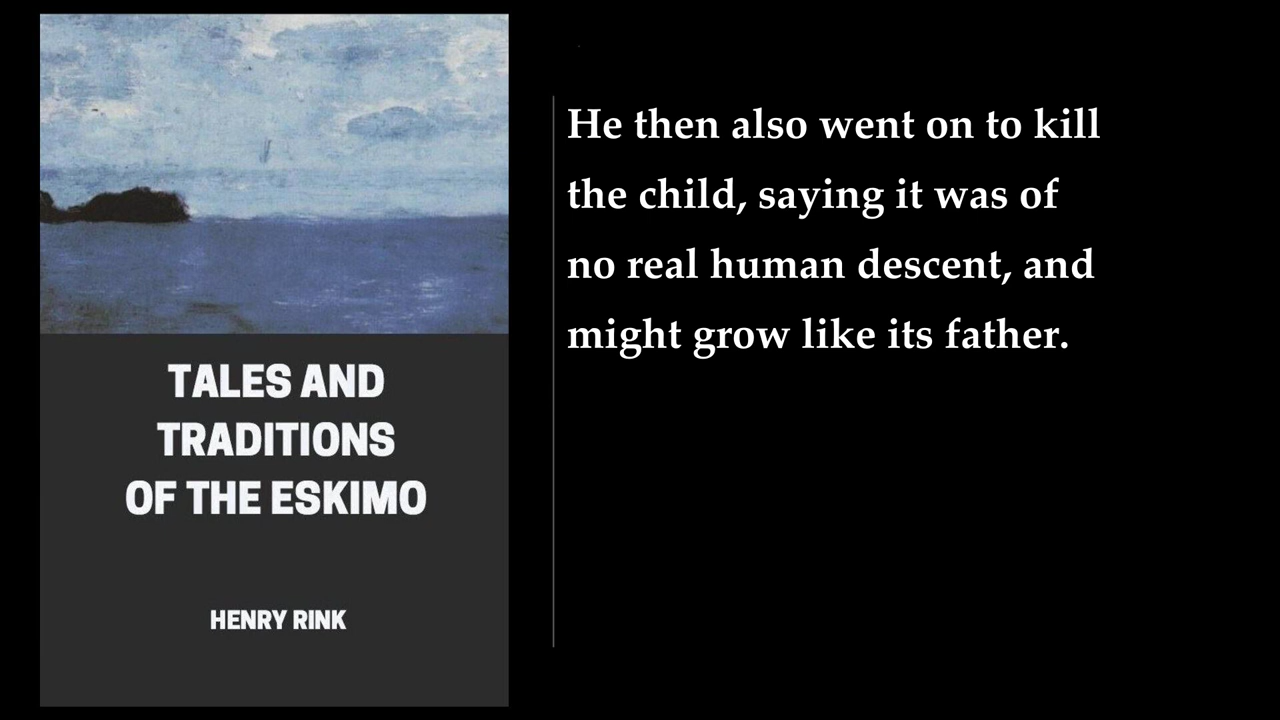 TALES AND
TRADITIONS
OF THE ESKIMO
HENRY RINK
He then also went on to kill
the child, saying it was of
no real human descent, and
might grow like its father.